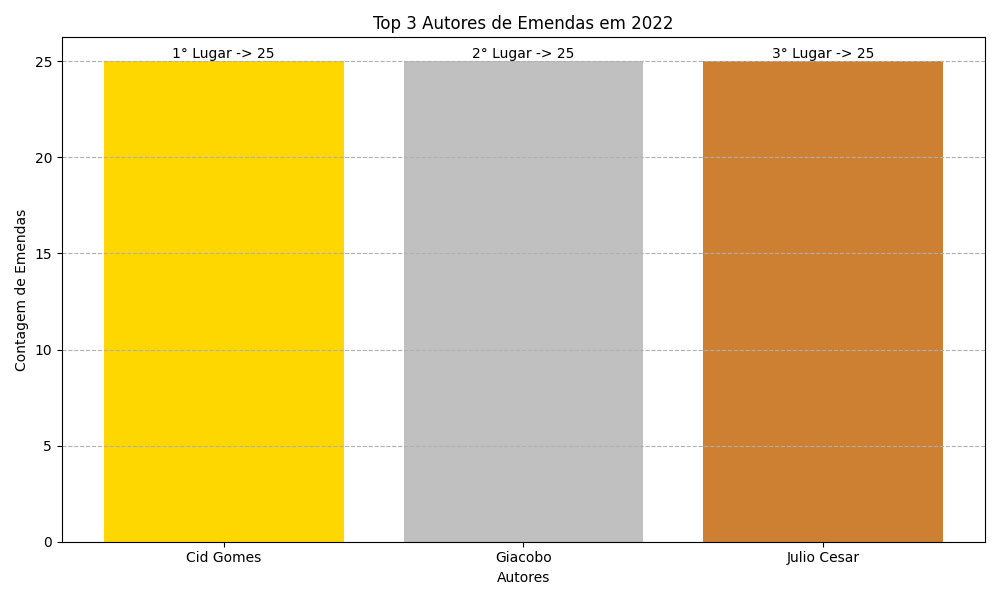 Top 3 Autores de Emendas em 2022
1° Lugar -> 25
2° Lugar -> 25
3° Lugar -> 25
Contagem de Emendas
25
20
15
10
5
0
Cid Gomes
Giacobo
Julio Cesar
Autores